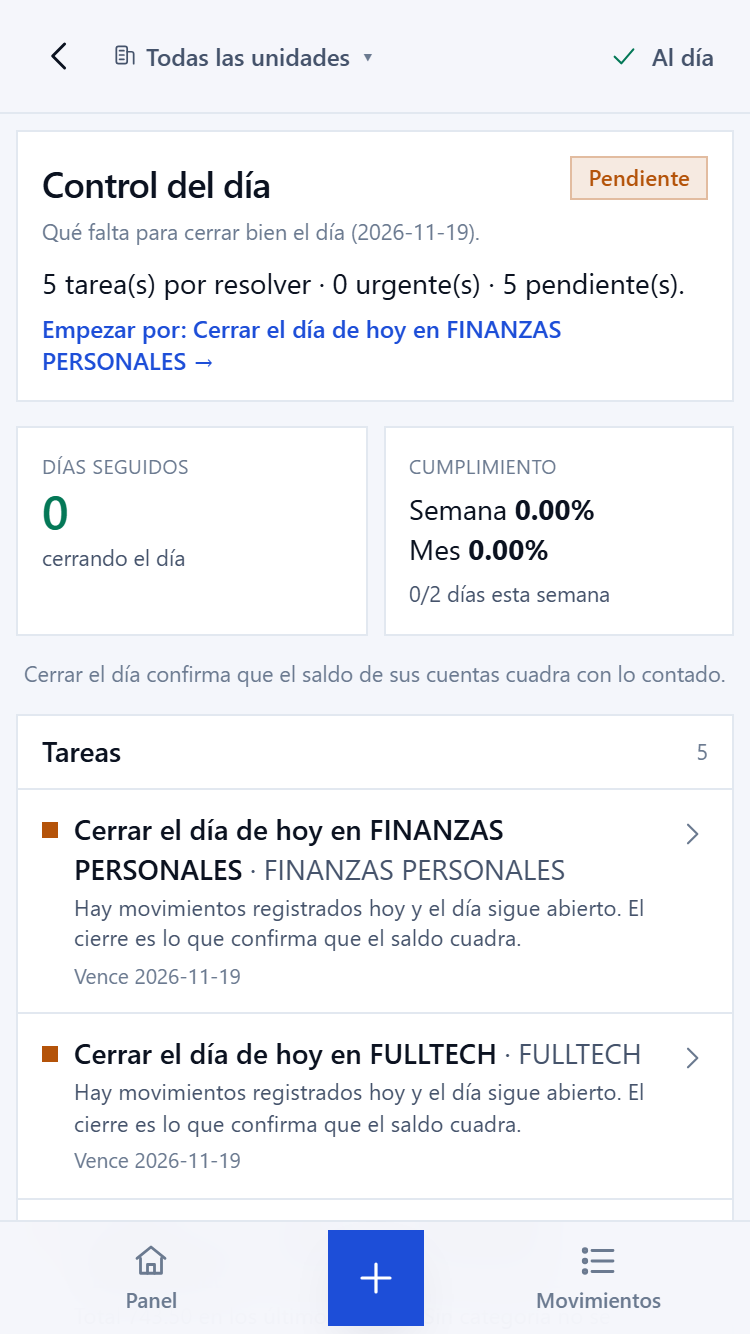 Todas las unidades ▾
Al día
Control del día
Pendiente
Qué falta para cerrar bien el día (2026-11-19).
5 tarea(s) por resolver · 0 urgente(s) · 5 pendiente(s).
Empezar por: Cerrar el día de hoy en FINANZAS
PERSONALES →
DÍAS SEGUIDOS
0
cerrando el día
CUMPLIMIENTO
Semana 0.00%
Mes 0.00%
0/2 días esta semana
Cerrar el día confirma que el saldo de sus cuentas cuadra con lo contado.
Tareas
5
Cerrar el día de hoy en FINANZAS
PERSONALES · FINANZAS PERSONALES
Hay movimientos registrados hoy y el día sigue abierto. El
cierre es lo que confirma que el saldo cuadra.
Vence 2026-11-19
Cerrar el día de hoy en FULLTECH · FULLTECH
Hay movimientos registrados hoy y el día sigue abierto. El
cierre es lo que confirma que el saldo cuadra.
Vence 2026-11-19
Panel
+
Movimientos